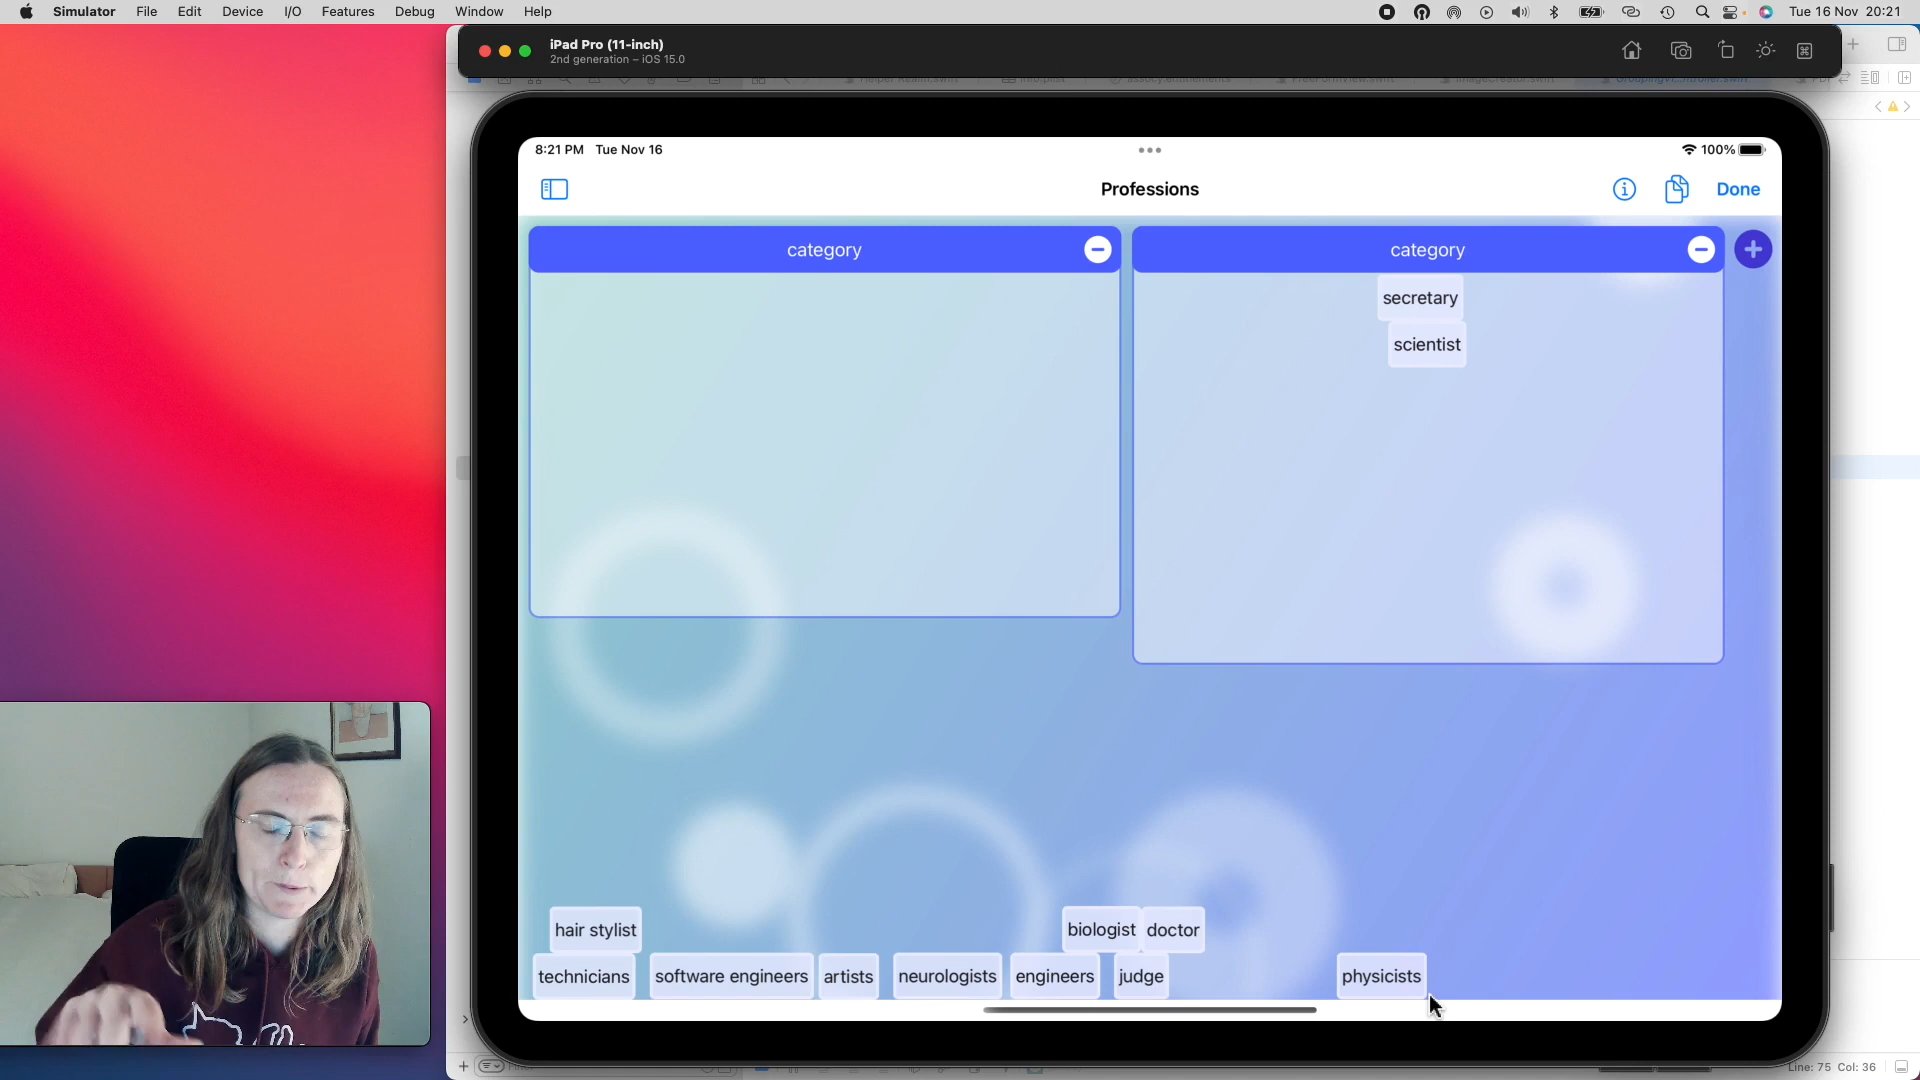 Simulator File Edit Device I/O Features Debug Window Help Tue 16 Nov 20:21
iPad Pro (11-inch)
2nd generation – iOS 15.0
8:21 PM Tue Nov 16 100%
Professions Done
category category
secretary
scientist
hair stylist biologist doctor
technicians software engineers artists neurologists engineers judge physicists
Line: 75 Col: 36